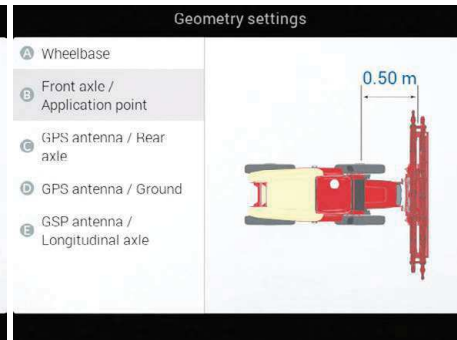 Geometry settings
A Wheelbase
B Front axle /
Application point
C GPS antenna / Rear
axle
D GPS antenna / Ground
E GSP antenna /
Longitudinal axle
0.50 m